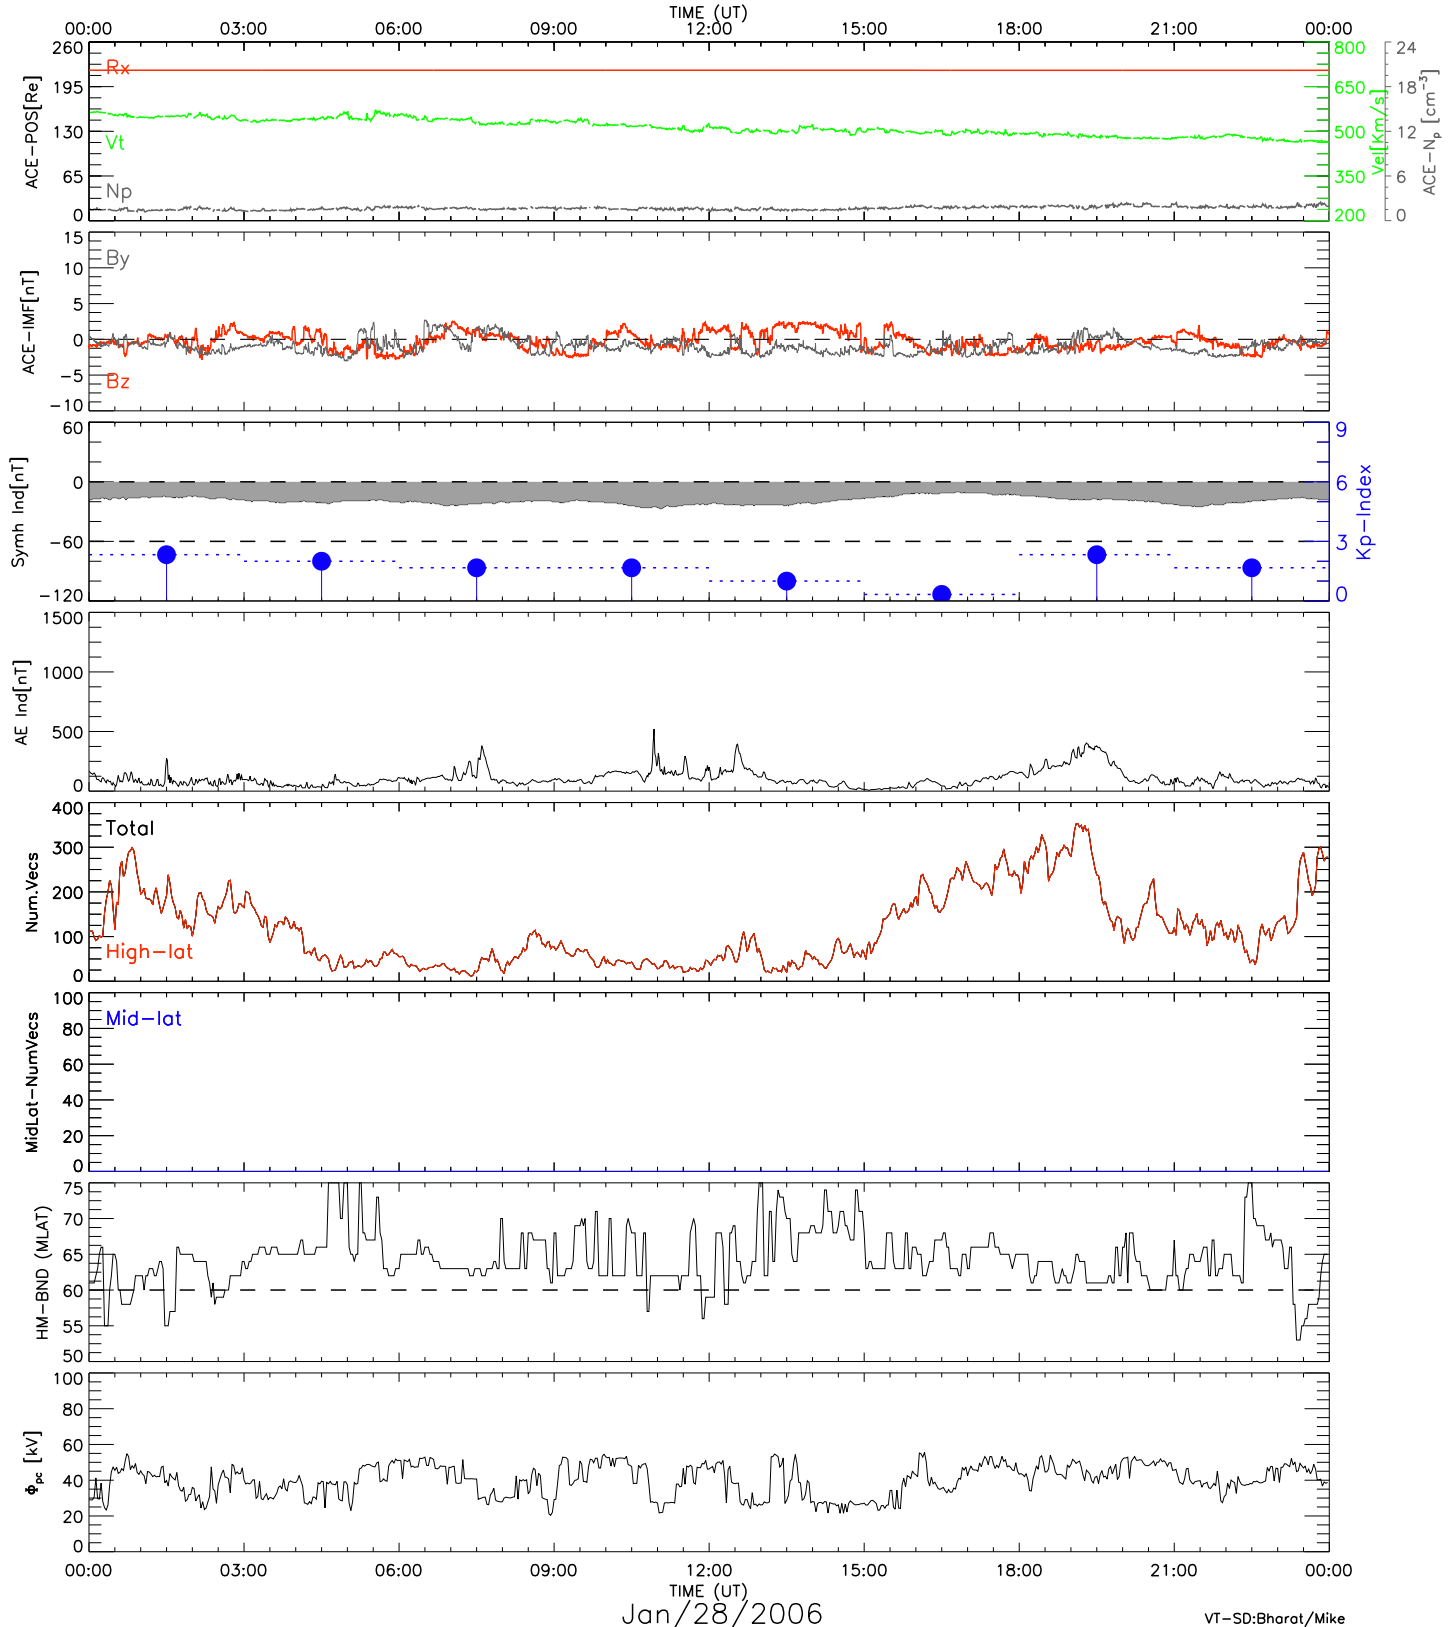 TIME (UT)
00:00 03:00 06:00 09:00 12:00 15:00 18:00 21:00 00:00
ACE-POS[Re]
260
195
130
65
0
Rx
Vt
Np
800
650
500
350
200
Vel[Km/s]
24
18
12
6
0
ACE-Np [cm-3]
ACE-IMF[nT]
15
10
5
0
-5
-10
By
Bz
Symh Ind[nT]
60
0
-60
-120
9
6
3
0
Kp-Index
AE Ind[nT]
1500
1000
500
0
Num.Vecs
400
300
200
100
0
Total
High-lat
MidLat-NumVecs
100
80
60
40
20
0
Mid-lat
HM-BND (MLAT)
75
70
65
60
55
50
Φpc [kV]
100
80
60
40
20
0
00:00 03:00 06:00 09:00 12:00 15:00 18:00 21:00 00:00
TIME (UT)
Jan/28/2006
VT-SD:Bharat/Mike